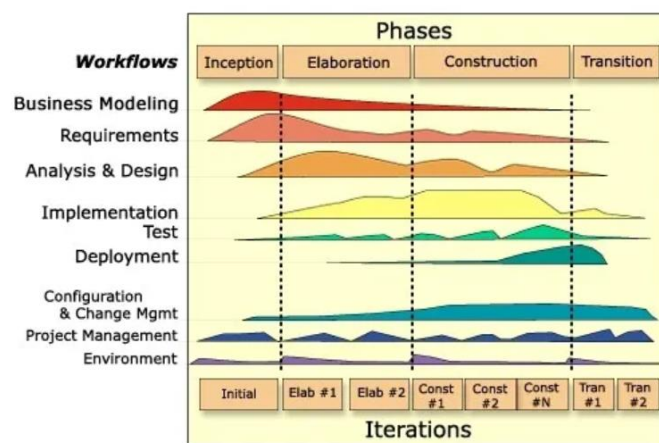 Phases
Workflows
Inception
Elaboration
Construction
Transition
Business Modeling
Requirements
Analysis & Design
Implementation
Test
Deployment
Configuration
& Change Mgmt
Project Management
Environment
Initial
Elab #1
Elab #2
Const
#1
Const
#2
Const
#N
Tran
#1
Tran
#2
Iterations